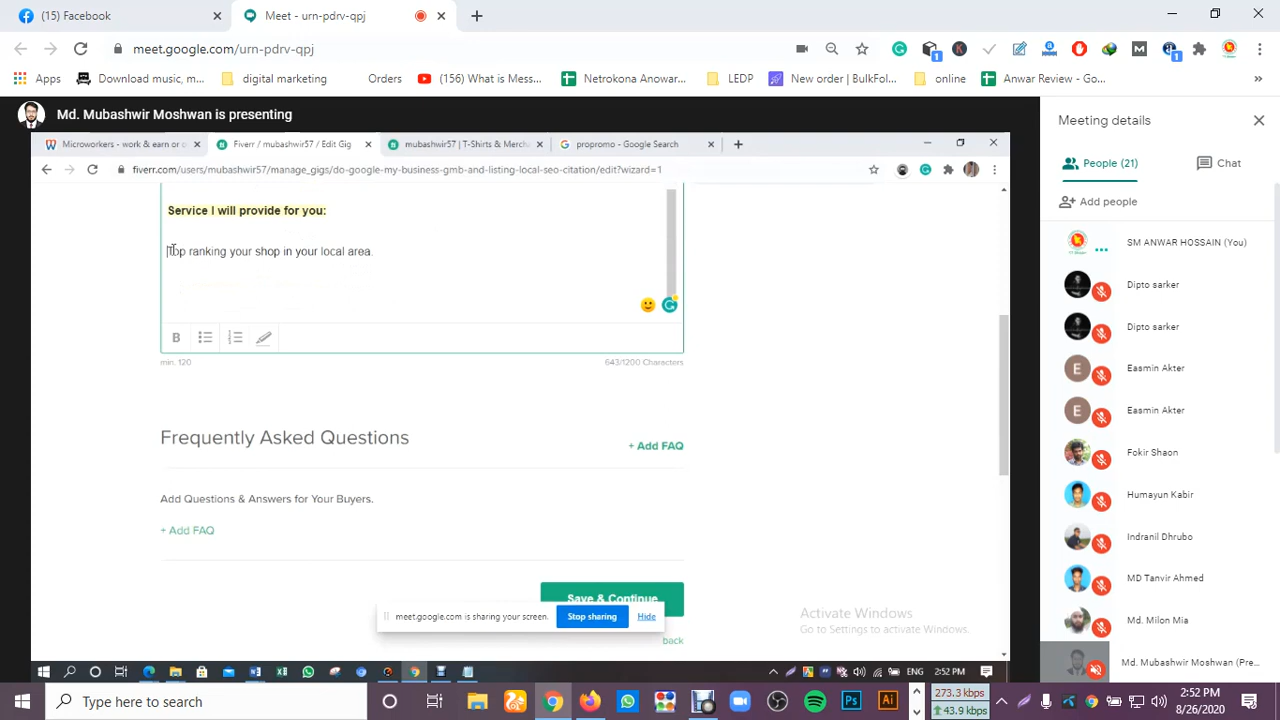 (15) Facebook
Meet - urn-pdrv-qpj
meet.google.com/urn-pdrv-qpj
Apps
Download music, m...
digital marketing
Orders
(156) What is Mess...
Netrokona Anowar...
LEDP
New order | BulkFol...
online
Anwar Review - Go...
»
Md. Mubashwir Moshwan is presenting
Meeting details
Microworkers - work & earn or o
Fiverr / mubashwir57 / Edit Gig
mubashwir57 | T-Shirts & Mercha
propromo - Google Search
fiverr.com/users/mubashwir57/manage_gigs/do-google-my-business-gmb-and-listing-local-seo-citation/edit?wizard=1
People (21)
Chat
Add people
Service I will provide for you:
Top ranking your shop in your local area.
B
min. 120
643/1200 Characters
Frequently Asked Questions
+ Add FAQ
Add Questions & Answers for Your Buyers.
+ Add FAQ
Save & Continue
meet.google.com is sharing your screen.
Stop sharing
Hide
back
Activate Windows
Go to Settings to activate Windows.
SM ANWAR HOSSAIN (You)
Dipto sarker
Dipto sarker
E
Easmin Akter
E
Easmin Akter
Fokir Shaon
Humayun Kabir
Indranil Dhrubo
MD Tanvir Ahmed
Md. Milon Mia
Md. Mubashwir Moshwan (Pre...
ENG
2:52 PM
Type here to search
Ps
Ai
273.3 kbps
43.9 kbps
2:52 PM
8/26/2020